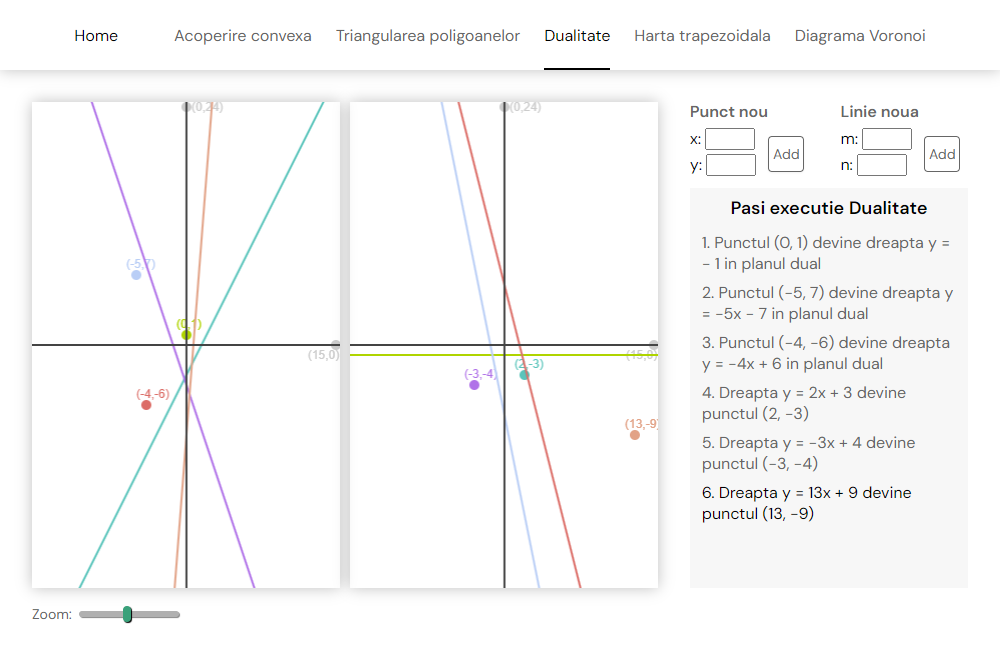 Home Acoperire convexa Triangularea poligoanelor Dualitate Harta trapezoidala Diagrama Voronoi
(0,24)
(-5,7)
(0,1)
(15,0)
(-4,-6)
(0,24)
(15,0)
(2,-3)
(-3,-4)
(13,-9)
Zoom:
Punct nou
x:
y:
Add
Linie noua
m:
n:
Add
Pasi executie Dualitate
1. Punctul (0, 1) devine dreapta y =
− 1 in planul dual
2. Punctul (−5, 7) devine dreapta y
= −5x − 7 in planul dual
3. Punctul (−4, −6) devine dreapta
y = −4x + 6 in planul dual
4. Dreapta y = 2x + 3 devine
punctul (2, −3)
5. Dreapta y = −3x + 4 devine
punctul (−3, −4)
6. Dreapta y = 13x + 9 devine
punctul (13, −9)